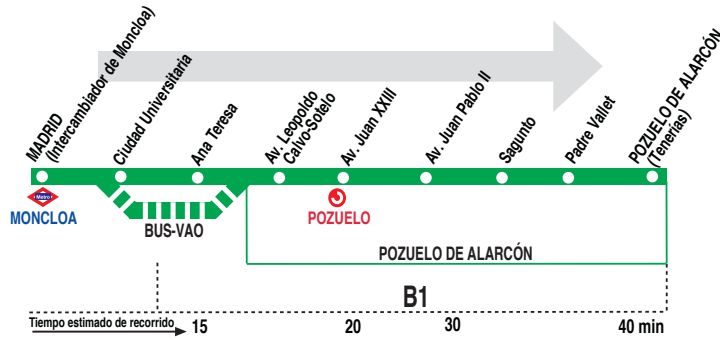 MADRID
(Intercambiador de Moncloa)
Ciudad Universitaria
Ana Teresa
Av. Leopoldo
Calvo-Sotelo
Av. Juan XXIII
Av. Juan Pablo II
Sagunto
Padre Vallet
POZUELO DE ALARCÓN
(Tenerías)
Metro
MONCLOA
BUS-VAO
POZUELO
POZUELO DE ALARCÓN
B1
Tiempo estimado de recorrido 15 20 30 40 min